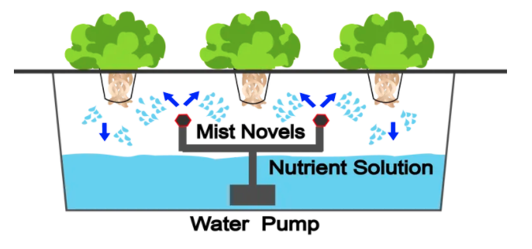 Mist Novels
Nutrient Solution
Water Pump